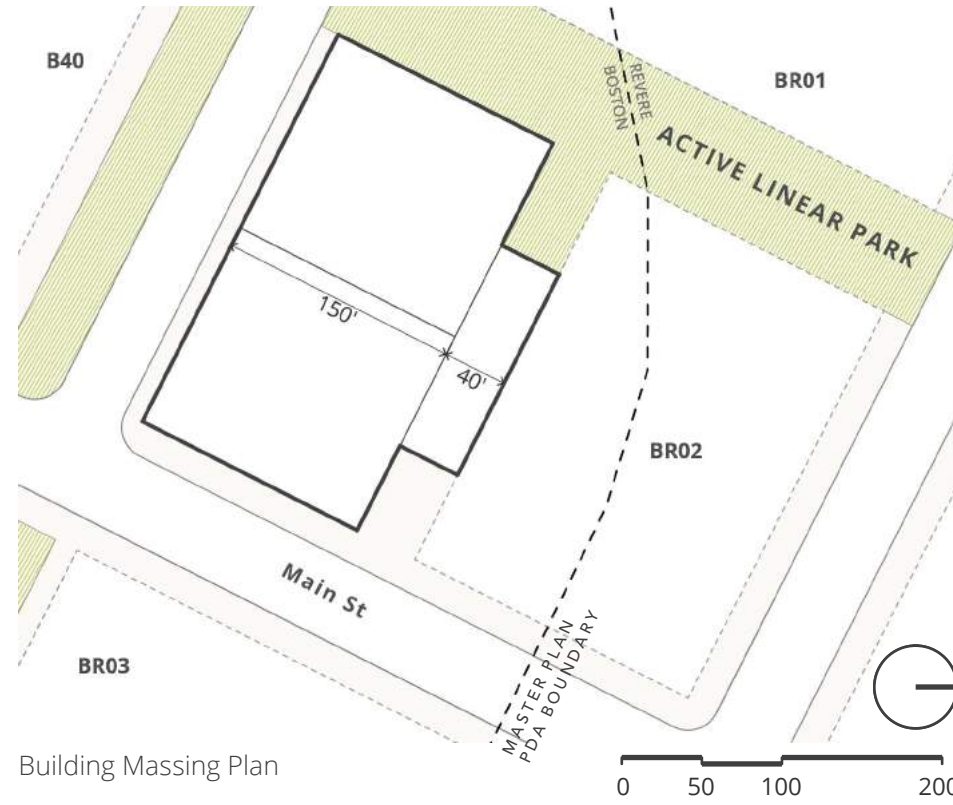 B40
BR01
REVERE
BOSTON
ACTIVE LINEAR PARK
150'
40'
BR02
Main St
BR03
MASTER PLAN
PDA BOUNDARY
Building Massing Plan
0 50 100 200